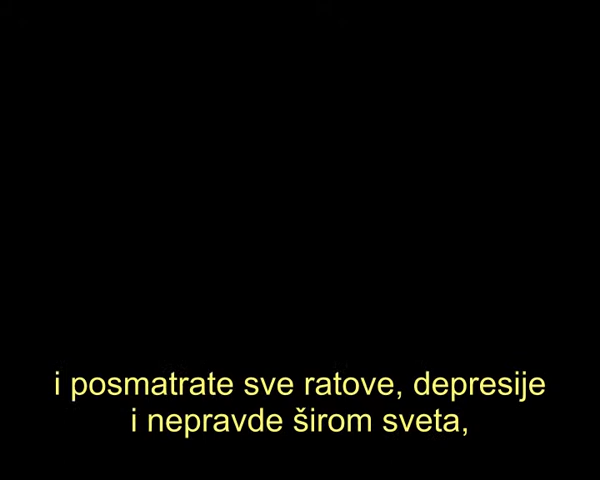 i posmatrate sve ratove, depresije
i nepravde širom sveta,